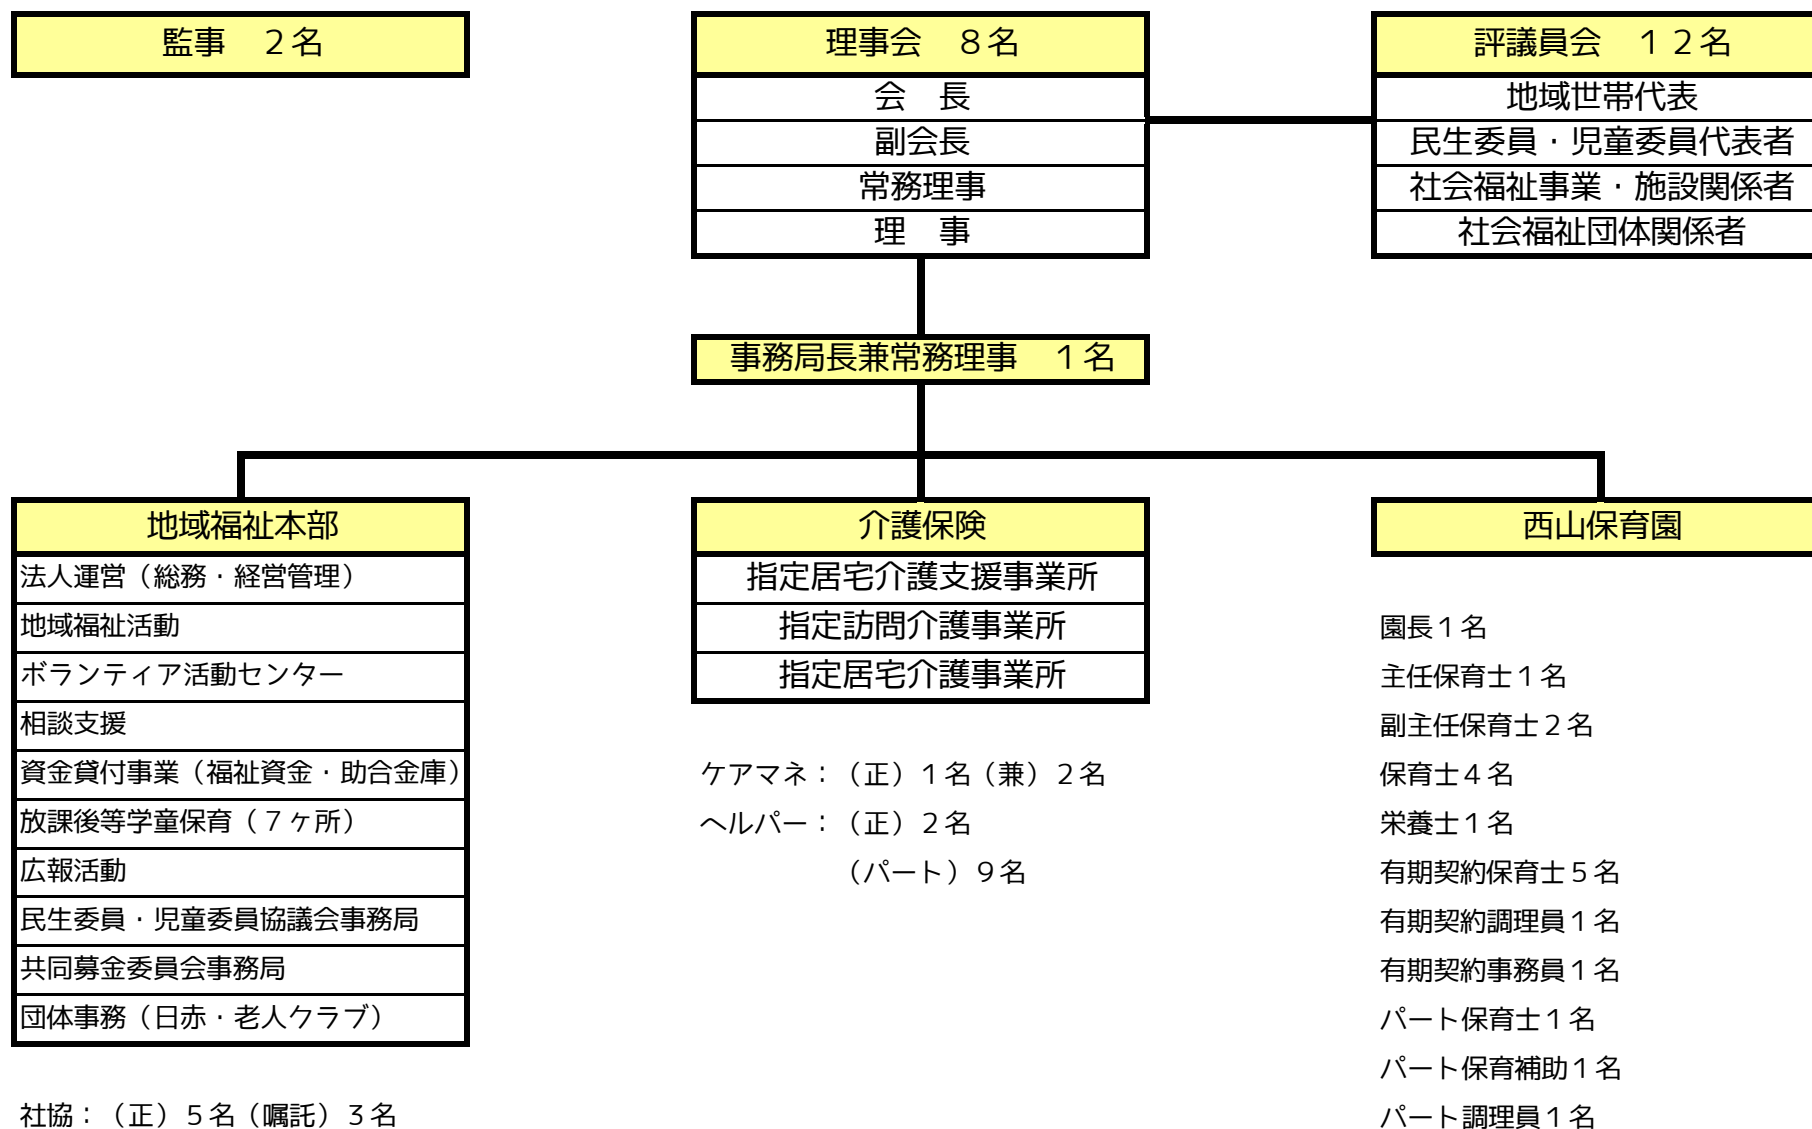 監事　２名
理事会　８名
会　長
副会長
常務理事
理　事
評議員会　１２名
地域世帯代表
民生委員・児童委員代表者
社会福祉事業・施設関係者
社会福祉団体関係者
事務局長兼常務理事　１名
地域福祉本部
法人運営（総務・経営管理）
地域福祉活動
ボランティア活動センター
相談支援
資金貸付事業（福祉資金・助合金庫）
放課後等学童保育（７ヶ所）
広報活動
民生委員・児童委員協議会事務局
共同募金委員会事務局
団体事務（日赤・老人クラブ）
社協：（正）５名（嘱託）３名
介護保険
指定居宅介護支援事業所
指定訪問介護事業所
指定居宅介護事業所
ケアマネ：（正）１名（兼）２名
ヘルパー：（正）２名
（パート）９名
西山保育園
園長１名
主任保育士１名
副主任保育士２名
保育士４名
栄養士１名
有期契約保育士５名
有期契約調理員１名
有期契約事務員１名
パート保育士１名
パート保育補助１名
パート調理員１名